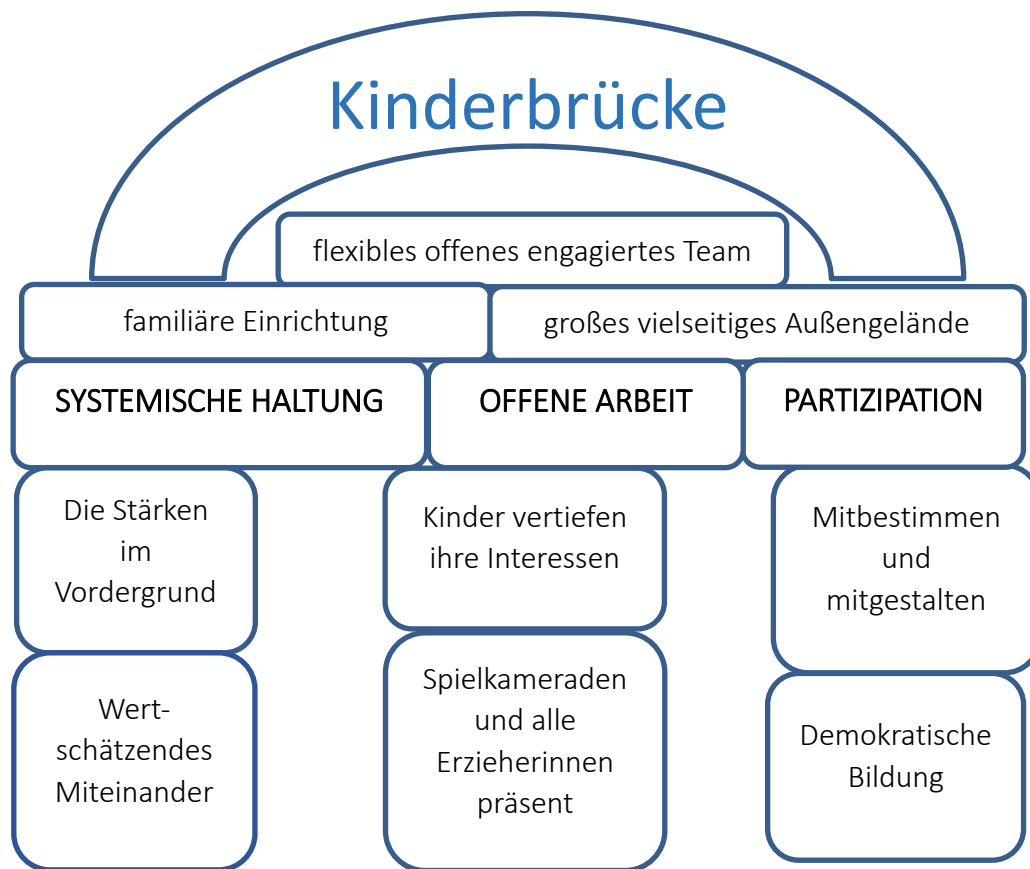 Kinderbrücke
flexibles offenes engagiertes Team
familiäre Einrichtung
großes vielseitiges Außengelände
SYSTEMISCHE HALTUNG
OFFENE ARBEIT
PARTIZIPATION
Die Stärken
im
Vordergrund
Kinder vertiefen
ihre Interessen
Mitbestimmen
und
mitgestalten
Wert-
schätzendes
Miteinander
Spielkameraden
und alle
Erzieherinnen
präsent
Demokratische
Bildung